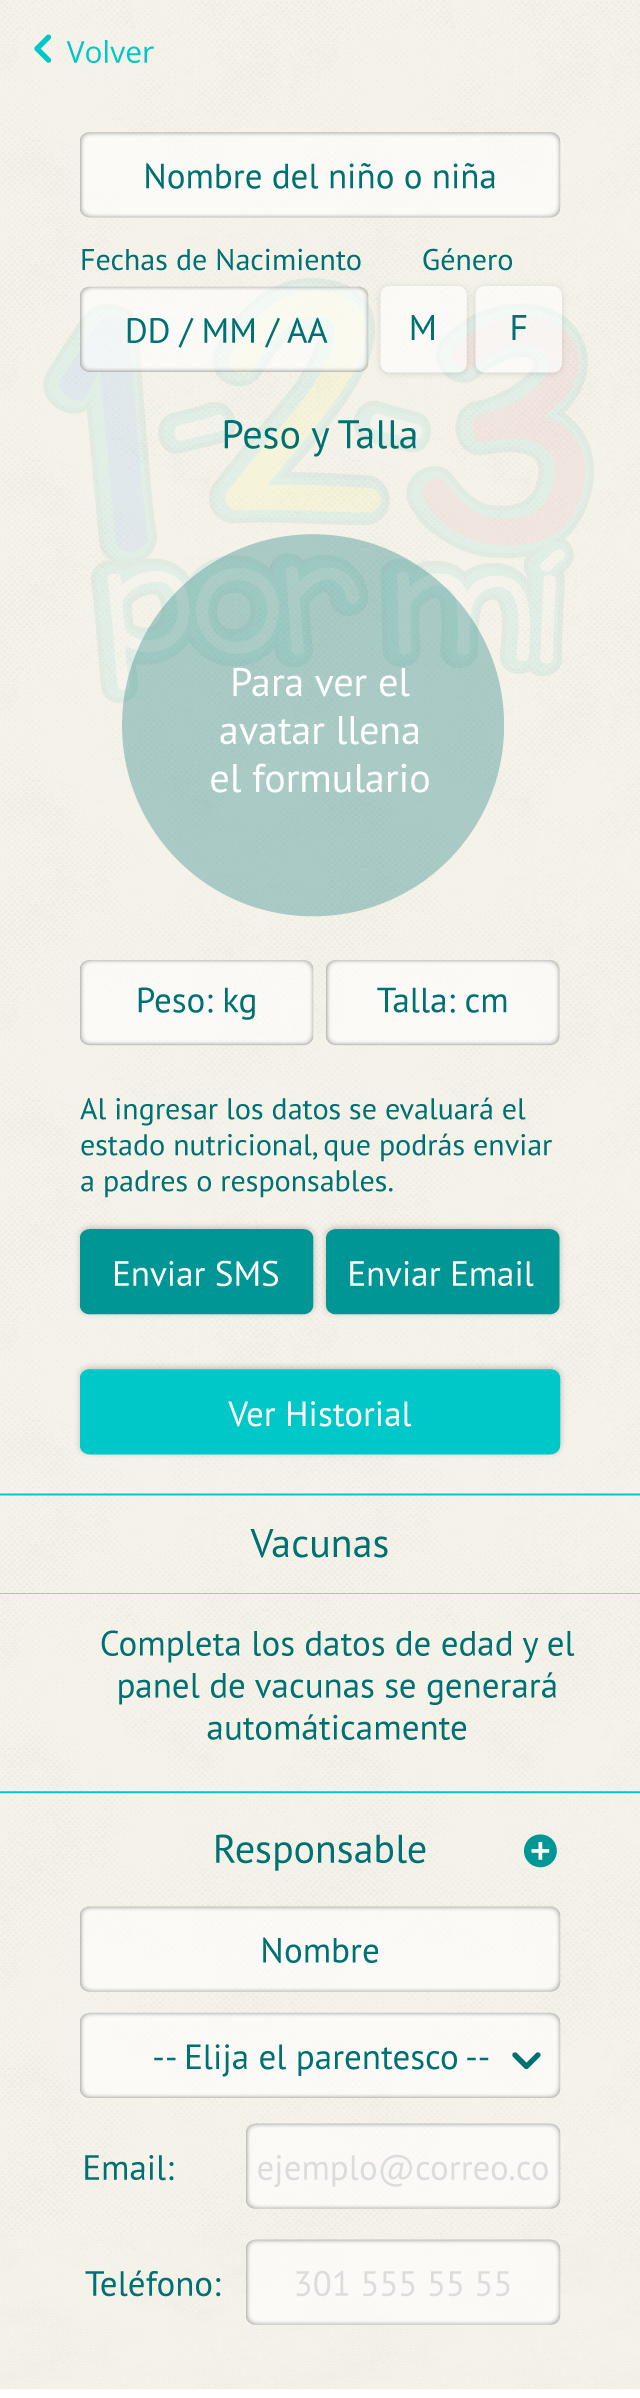 Volver
Nombre del niño o niña
Fechas de Nacimiento
Género
DD / MM / AA
M
F
1-2-3
Peso y Talla
por mí
Para ver el
avatar llena
el formulario
Peso: kg
Talla: cm
Al ingresar los datos se evaluará el
estado nutricional, que podrás enviar
a padres o responsables.
Enviar SMS
Enviar Email
Ver Historial
Vacunas
Completa los datos de edad y el
panel de vacunas se generará
automáticamente
Responsable
Nombre
-- Elija el parentesco --
Email:
ejemplo@correo.co
Teléfono:
301 555 55 55